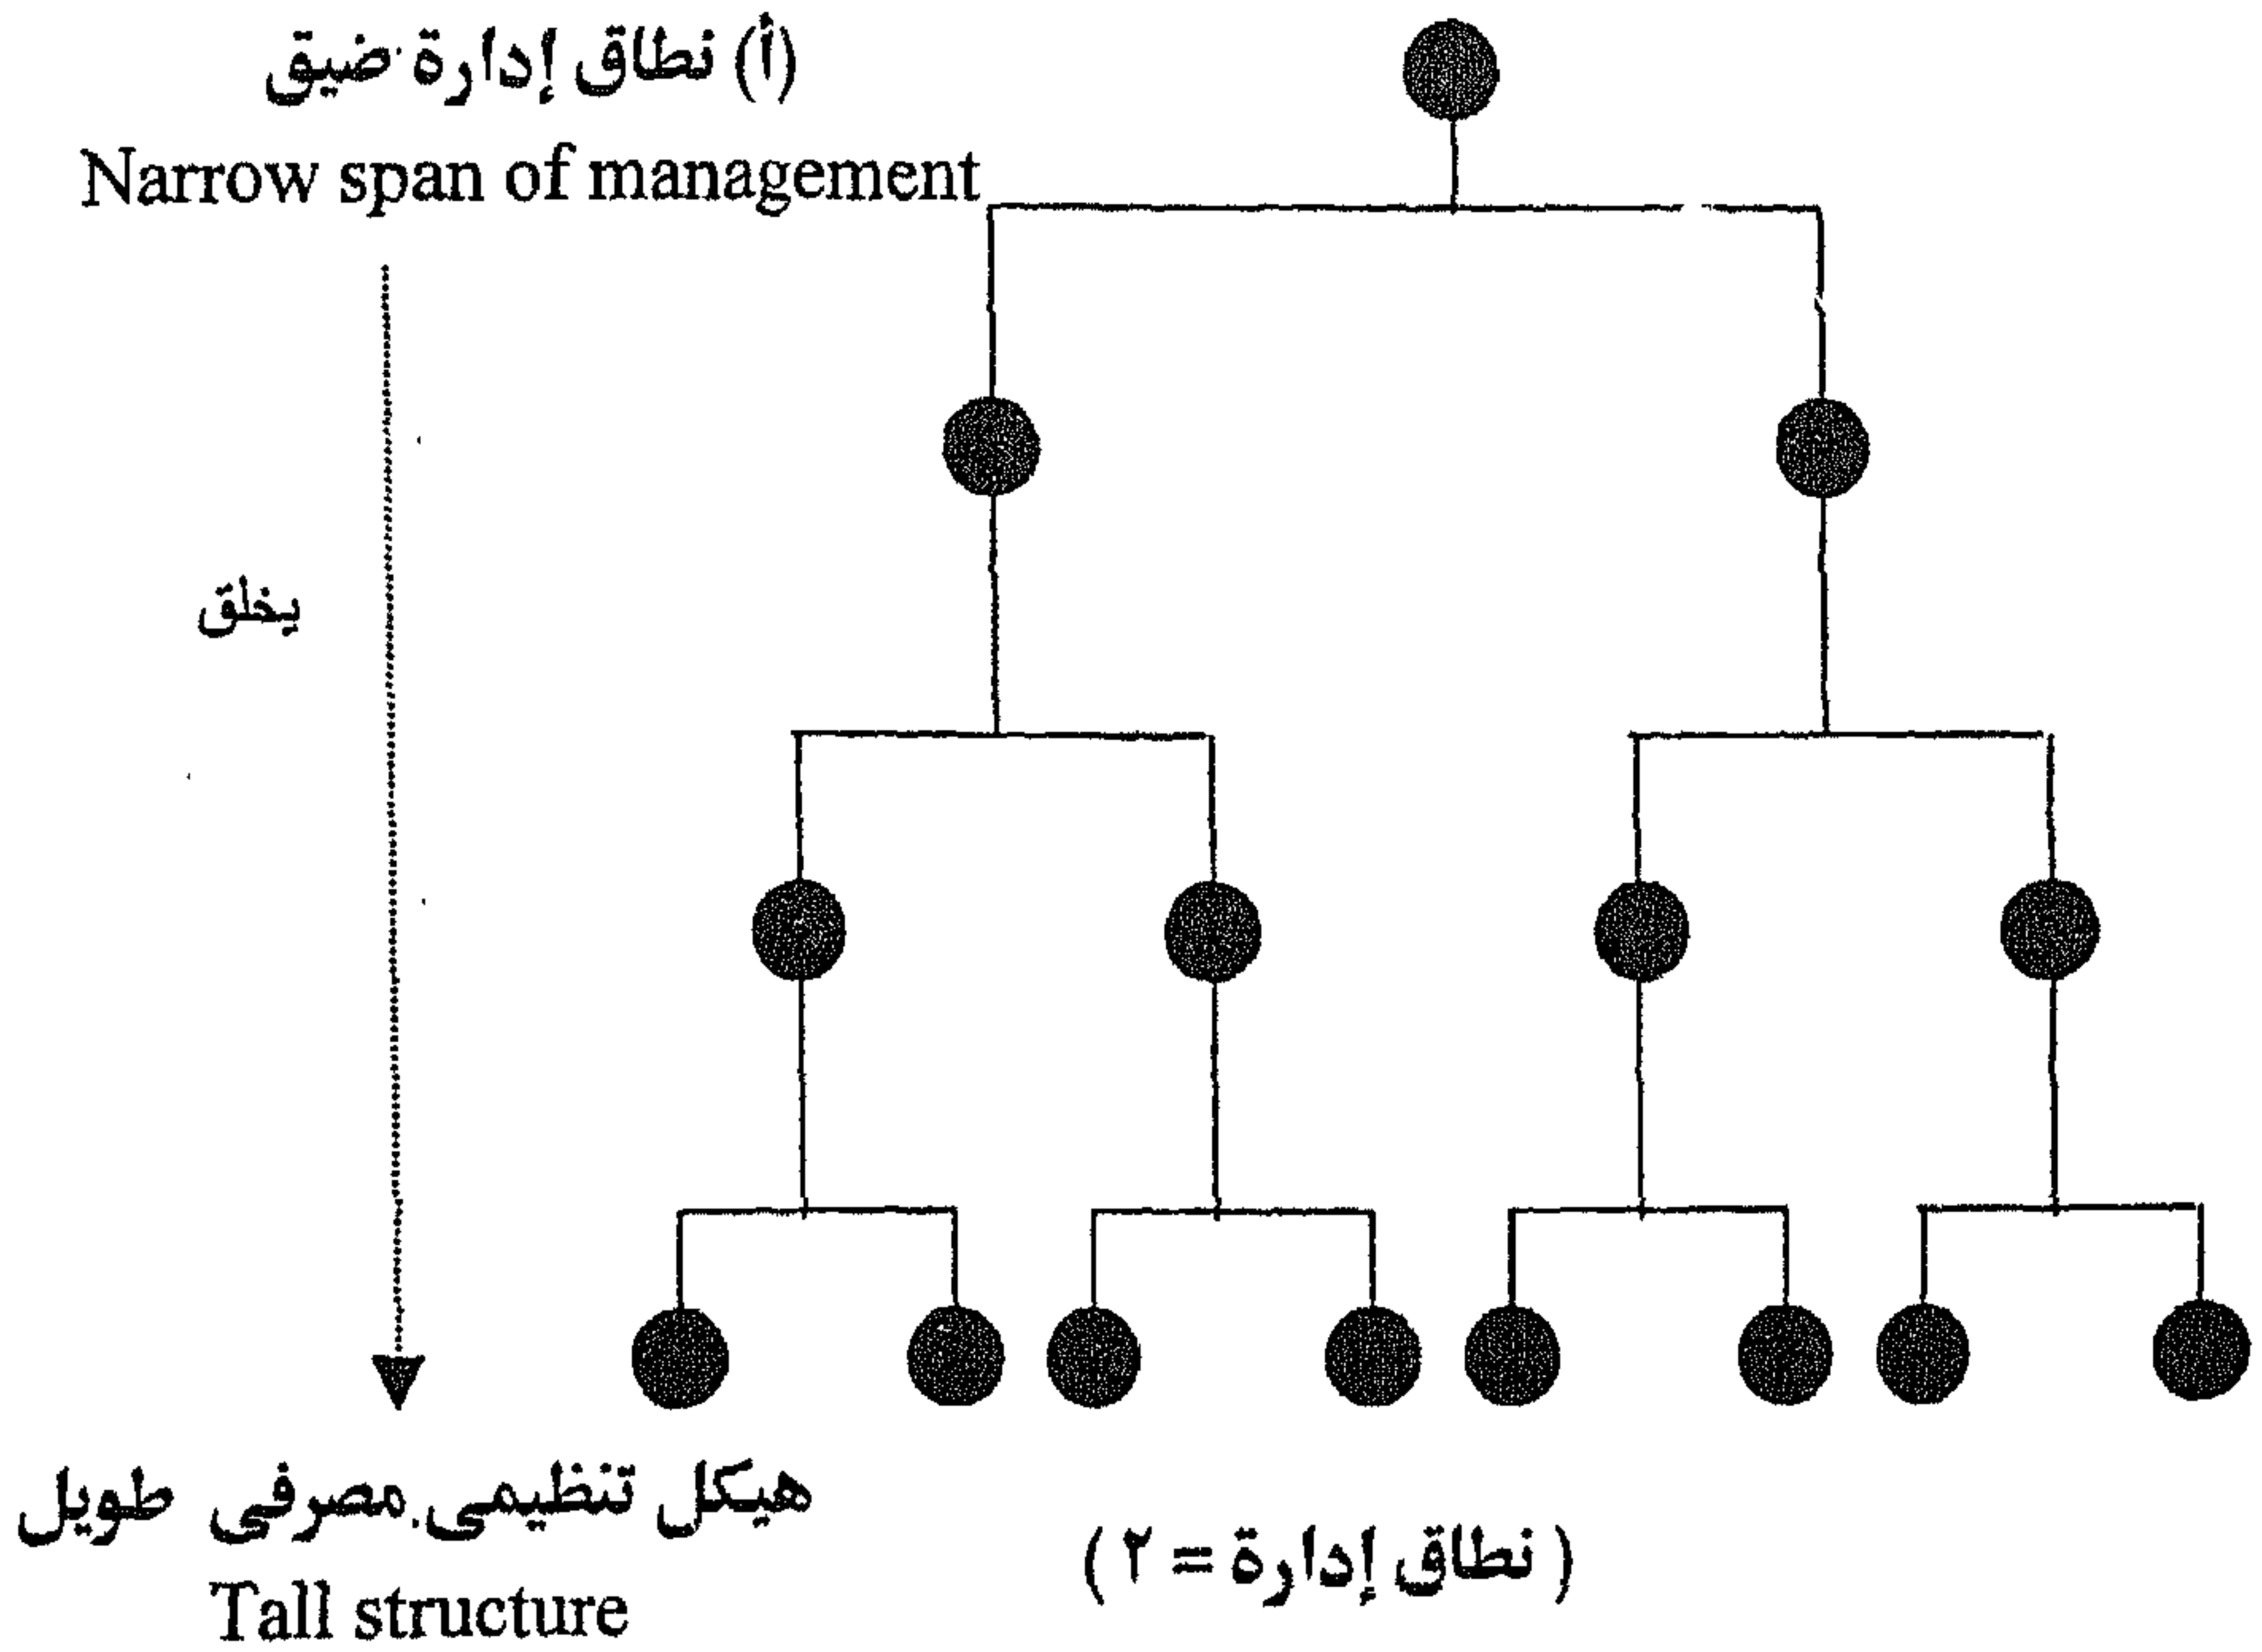 (أ) نطاق إدارة ضيق
Narrow span of management
يخلق
هيكل تنظيمى مصرفى طويل
Tall structure
( نطاق إدارة = ٢ )